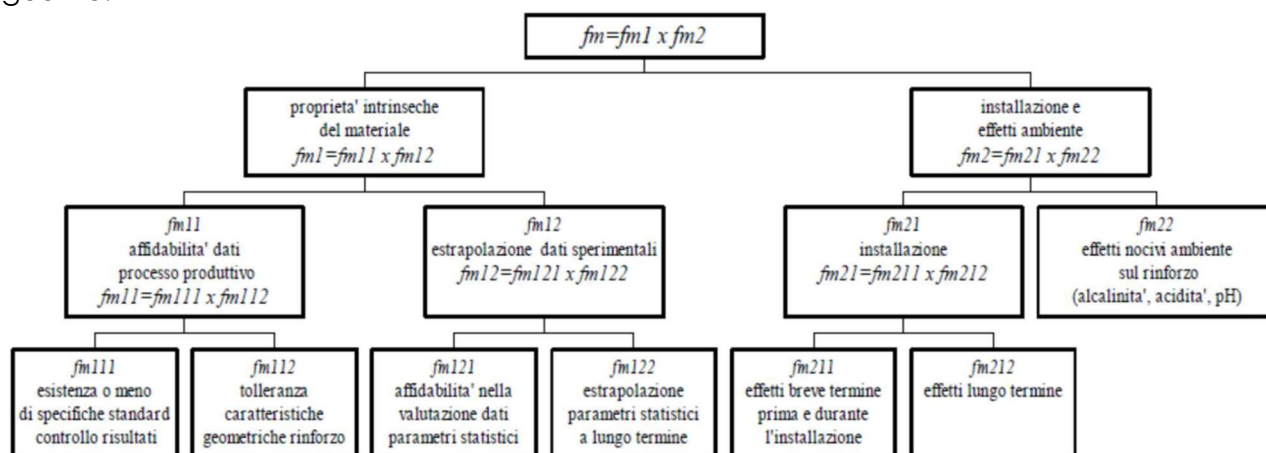 fm=fm1 x fm2
proprieta' intrinseche
del materiale
fm1=fm11 x fm12
installazione e
effetti ambiente
fm2=fm21 x fm22
fm11
affidabilita' dati
processo produttivo
fm11=fm111 x fm112
fm12
estrapolazione dati sperimentali
fm12=fm121 x fm122
fm21
installazione
fm21=fm211 x fm212
fm22
effetti nocivi ambiente
sul rinforzo
(alcalinita', acidita', pH)
fm111
esistenza o meno
di specifiche standard
controllo risultati
fm112
tolleranza
caratteristiche
geometriche rinforzo
fm121
affidabilita' nella
valutazione dati
parametri statistici
fm122
estrapolazione
parametri statistici
a lungo termine
fm211
effetti breve termine
prima e durante
l'installazione
fm212
effetti lungo termine